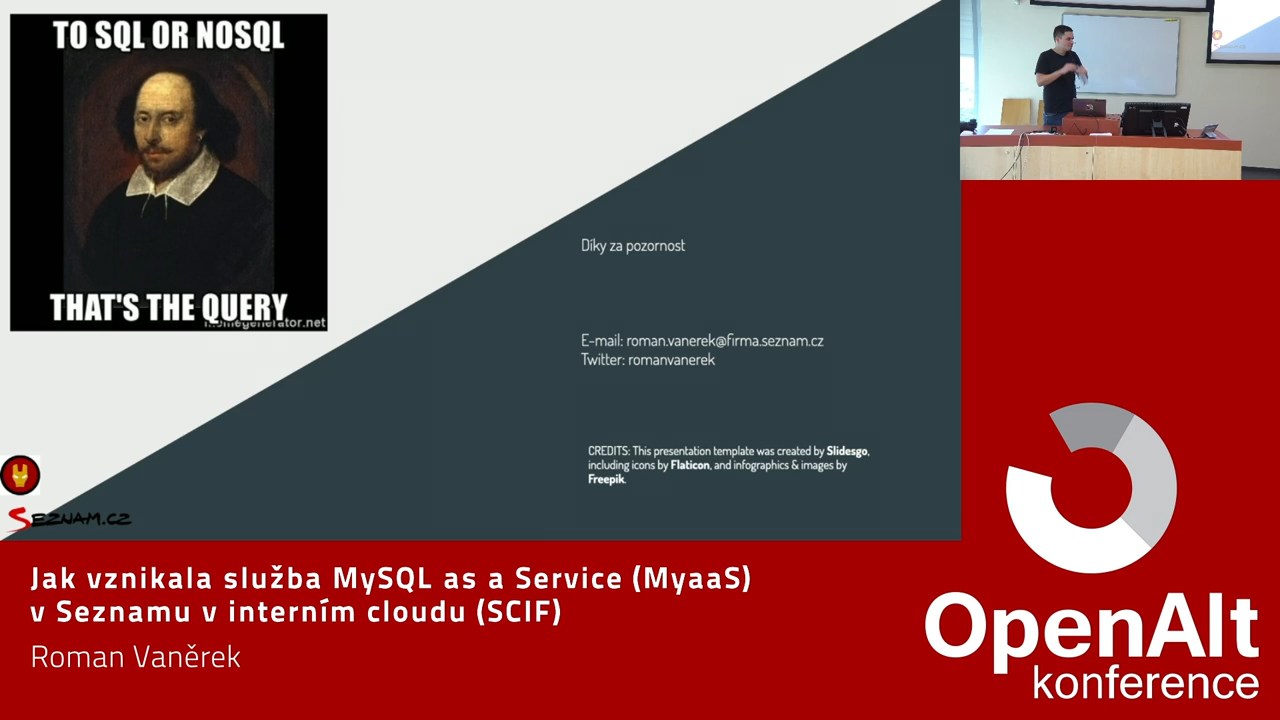 TO SQL OR NOSQL
THAT'S THE QUERY
memegenerator.net
Díky za pozornost
E-mail: roman.vanerek@firma.seznam.cz
Twitter: romanvanerek
CREDITS: This presentation template was created by Slidesgo,
including icons by Flaticon, and infographics & images by
Freepik.
SEZNAM.CZ
Jak vznikala služba MySQL as a Service (MyaaS)
v Seznamu v interním cloudu (SCIF)
Roman Vaněrek
OpenAlt
konference